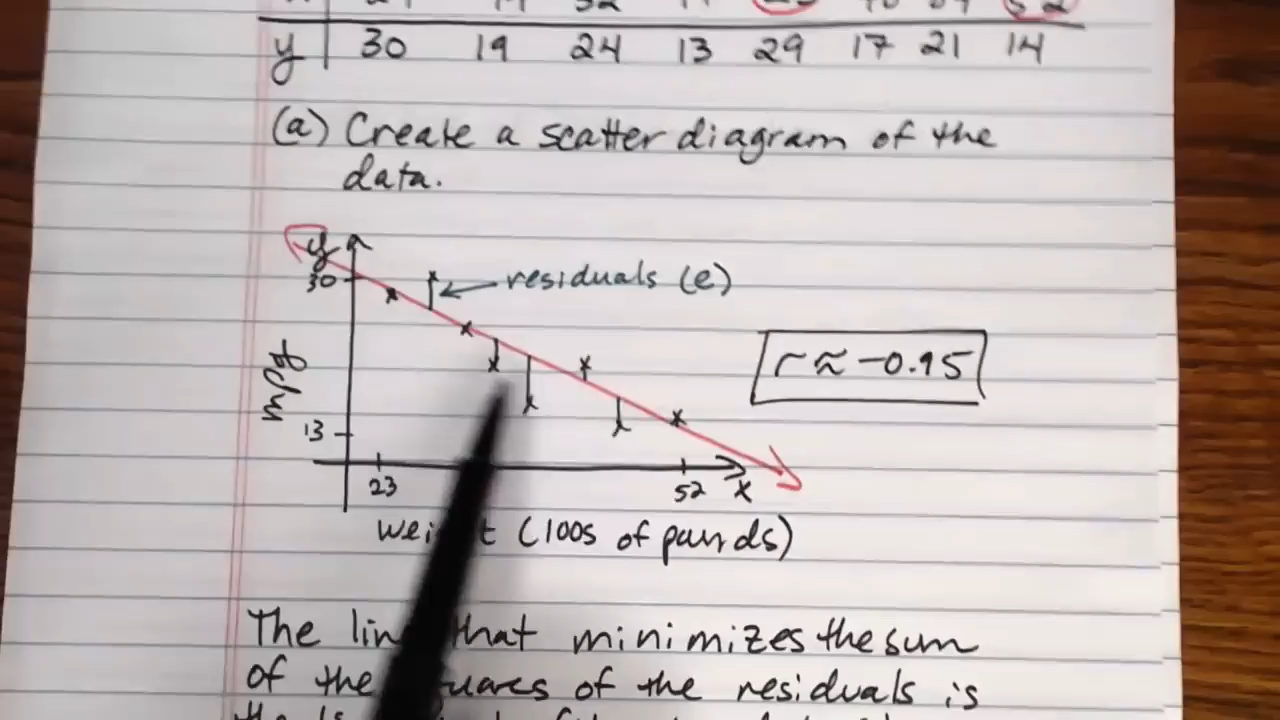 y 30 19 24 13 29 17 21 14
(a) Create a scatter diagram of the
data.
y
30
residuals (e)
mpg
r ≈ -0.95
13
23
52 x
(100s of pounds)
The that minimizes the sum
of the of the residuals is